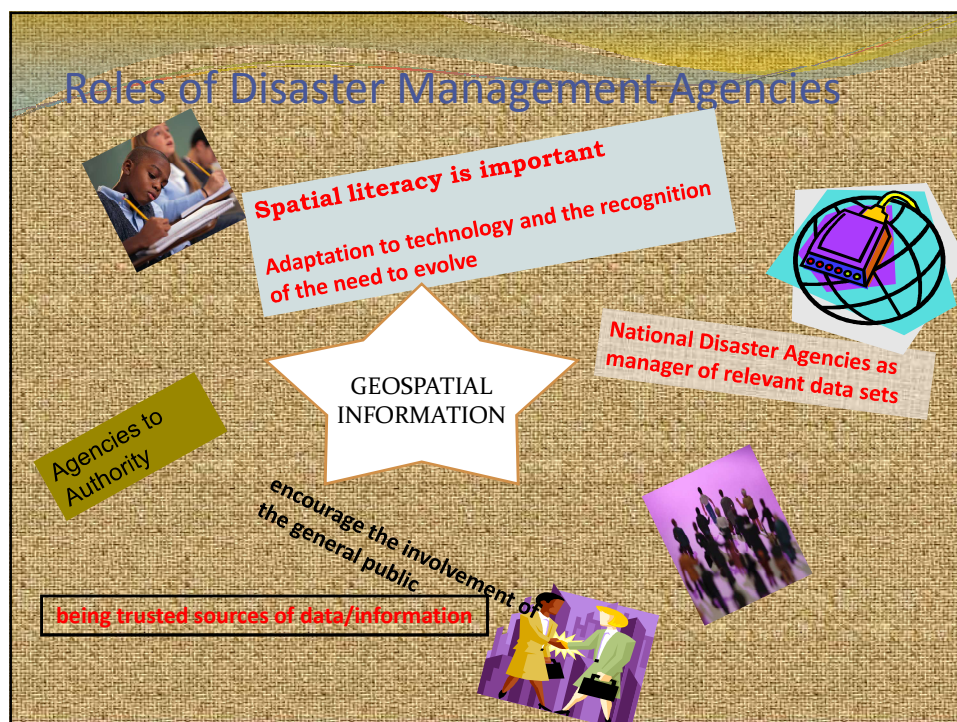 Roles of Disaster Management Agencies
Spatial literacy is important
Adaptation to technology and the recognition
of the need to evolve
National Disaster Agencies as
manager of relevant data sets
GEOSPATIAL
INFORMATION
Agencies to
Authority
encourage the involvement of
the general public
being trusted sources of data/information